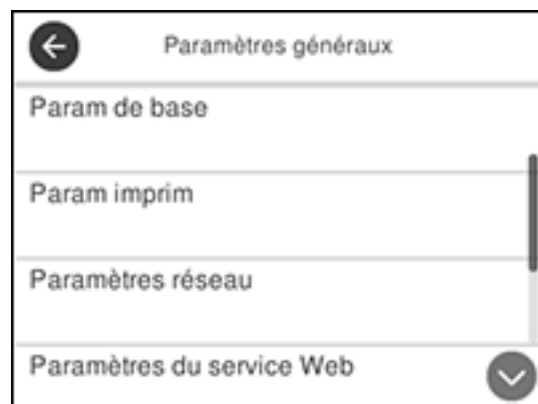 Paramètres généraux
Param de base
Param imprim
Paramètres réseau
Paramètres du service Web